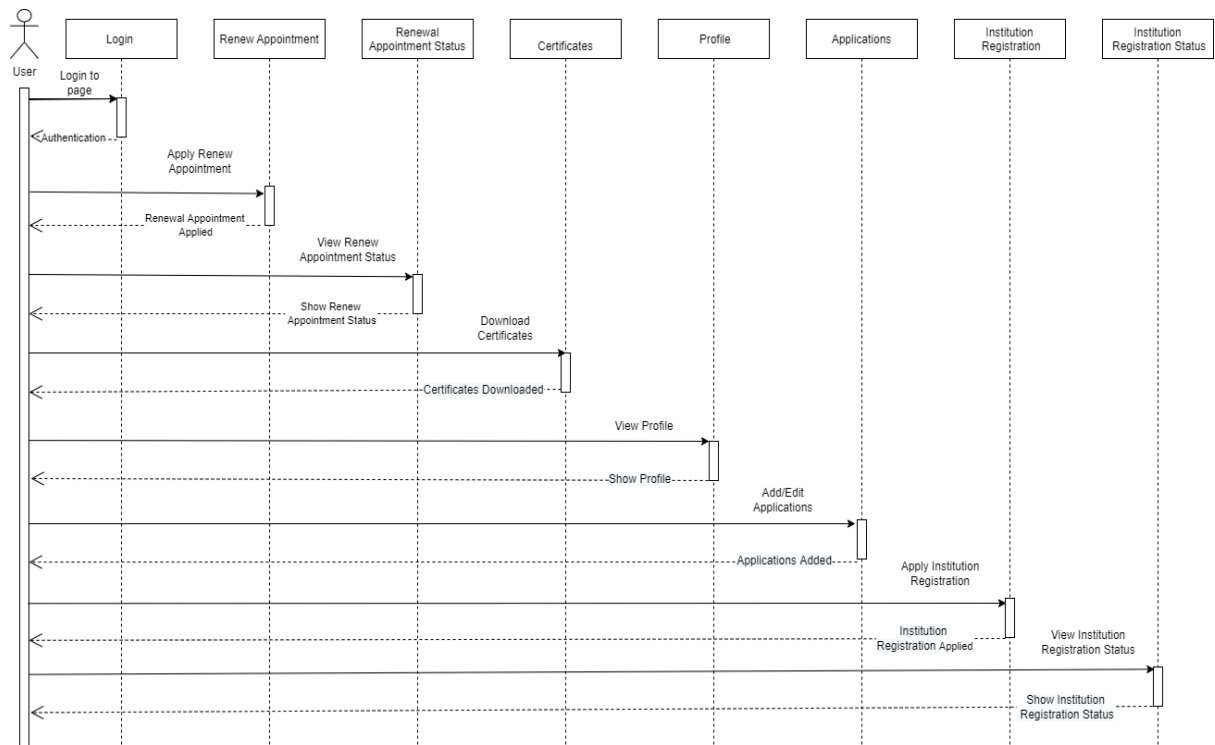 Login
Renew Appointment
Renewal
Appointment Status
Certificates
Profile
Applications
Institution
Registration
Institution
Registration Status
User
Login to
page
Authentication
Apply Renew
Appointment
Renewal Appointment
Applied
View Renew
Appointment Status
Show Renew
Appointment Status
Download
Certificates
Certificates Downloaded
View Profile
Show Profile
Add/Edit
Applications
Applications Added
Apply Institution
Registration
Institution
Registration Applied
View Institution
Registration Status
Show Institution
Registration Status